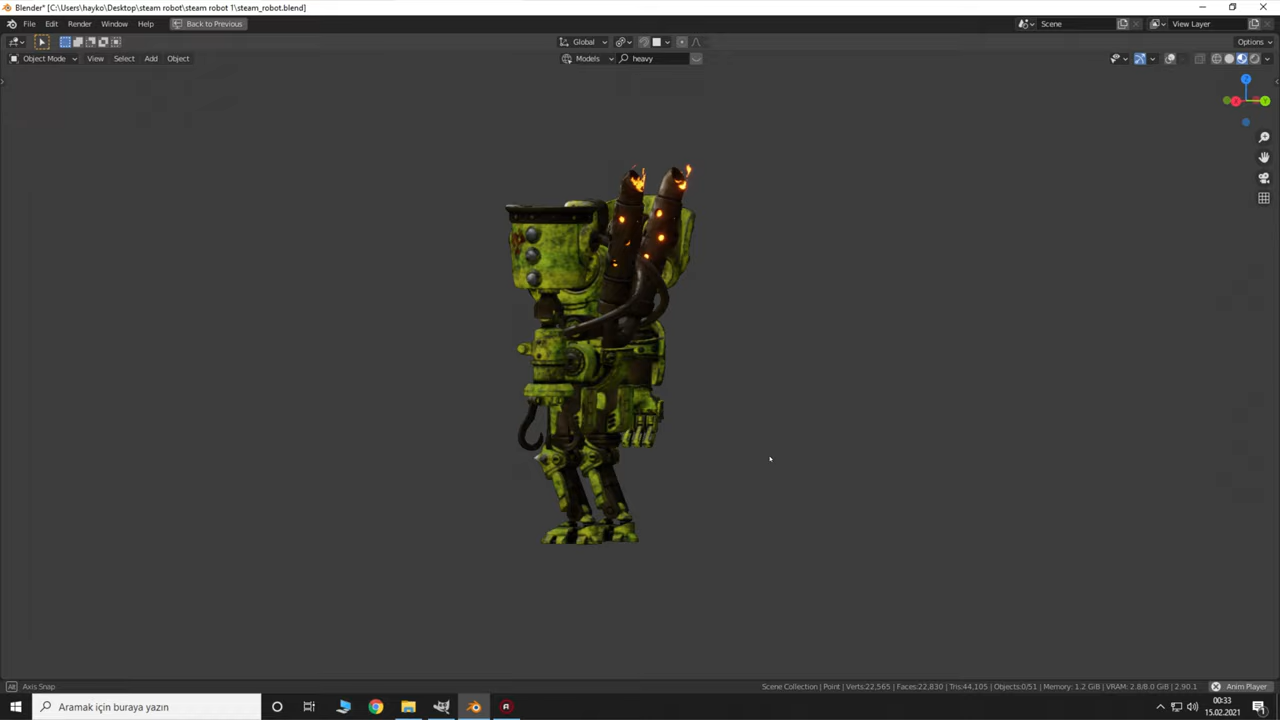 Blender* [C:\Users\hayko\Desktop\steam robot\steam robot 1\steam_robot.blend]
File Edit Render Window Help Back to Previous Scene View Layer
Global Options
Object Mode View Select Add Object Models heavy
Z
X Y
Alt Axis Snap Scene Collection | Point | Verts:22,565 | Faces:22,830 | Tris:44,105 | Objects:0/51 | Memory: 1.2 GiB | VRAM: 2.8/8.0 GiB | 2.90.1 Anim Player
Aramak için buraya yazın
00:33
15.02.2021
1